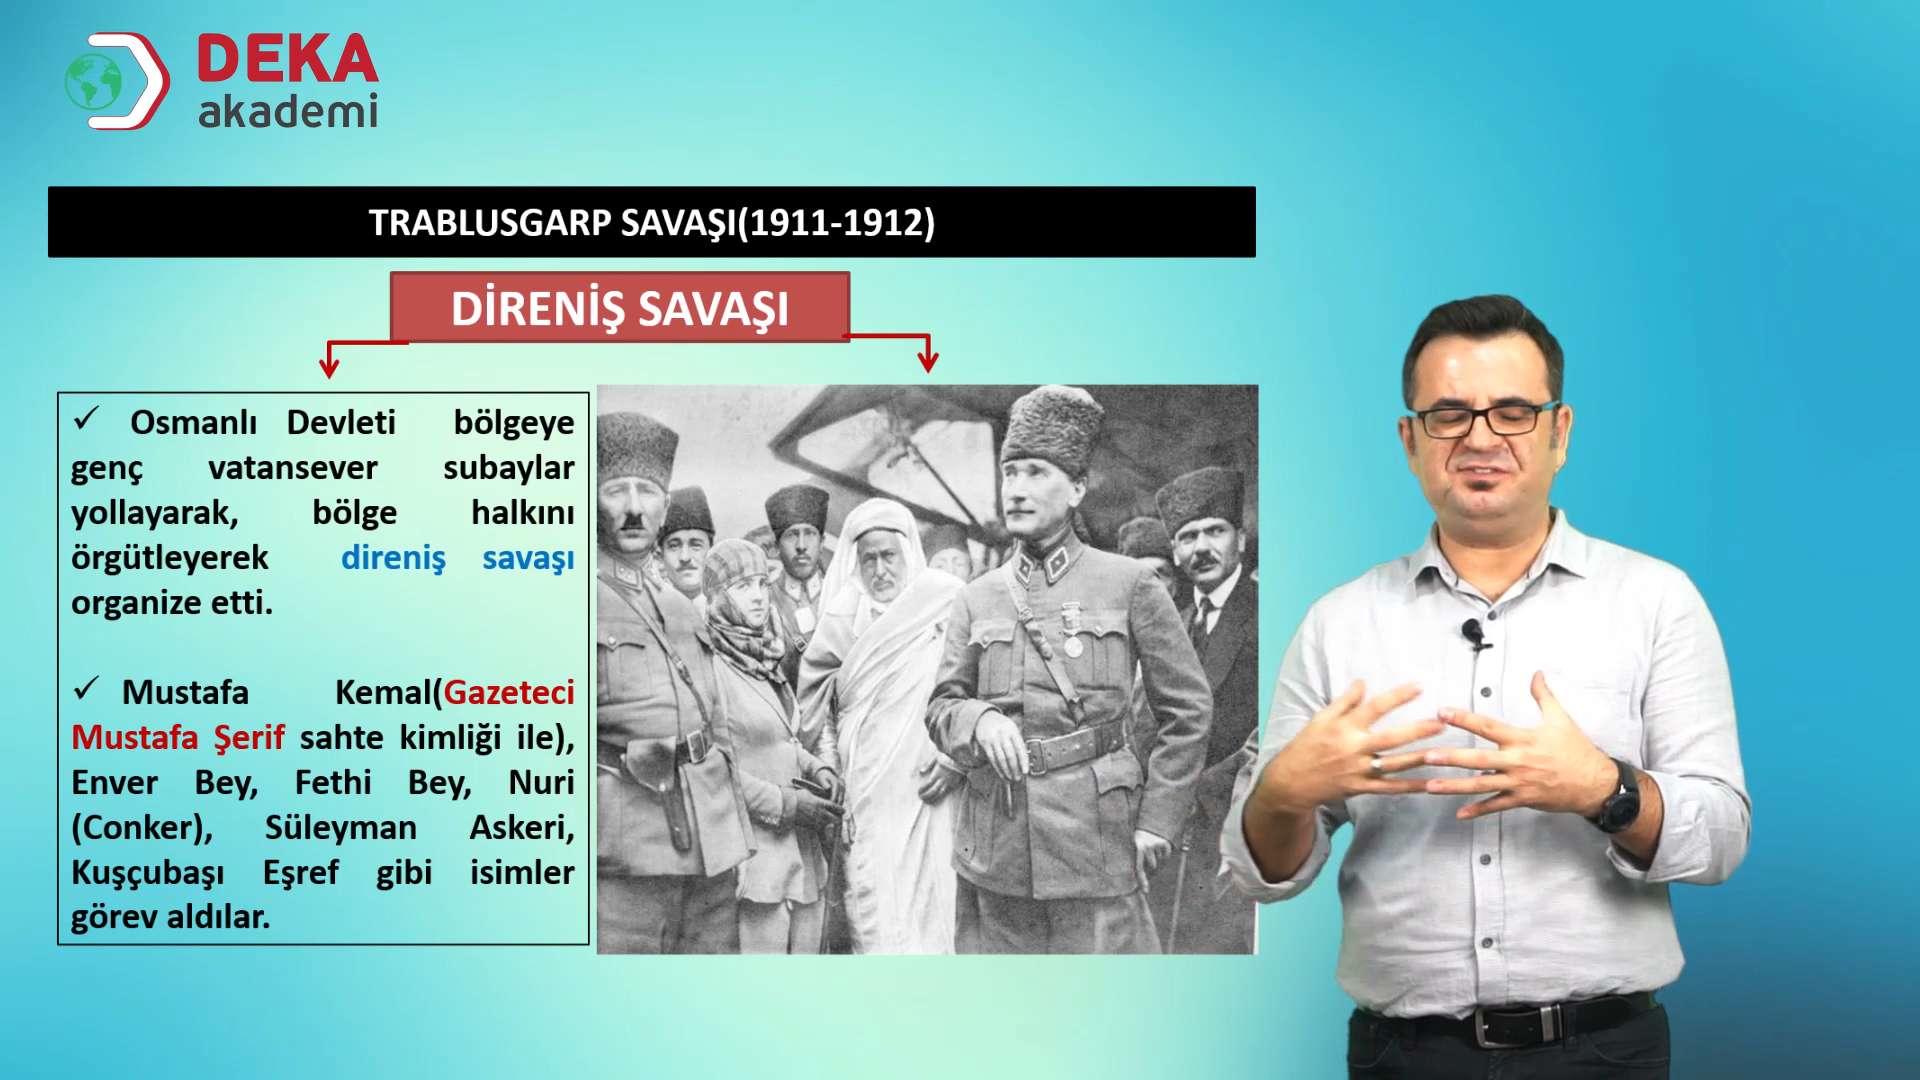 DEKA
akademi
TRABLUSGARP SAVAŞI(1911-1912)
DİRENİŞ SAVAŞI
✓ Osmanlı Devleti bölgeye
genç vatansever subaylar
yollayarak, bölge halkını
örgütleyerek direniş savaşı
organize etti.
✓ Mustafa Kemal(Gazeteci
Mustafa Şerif sahte kimliği ile),
Enver Bey, Fethi Bey, Nuri
(Conker), Süleyman Askeri,
Kuşçubaşı Eşref gibi isimler
görev aldılar.